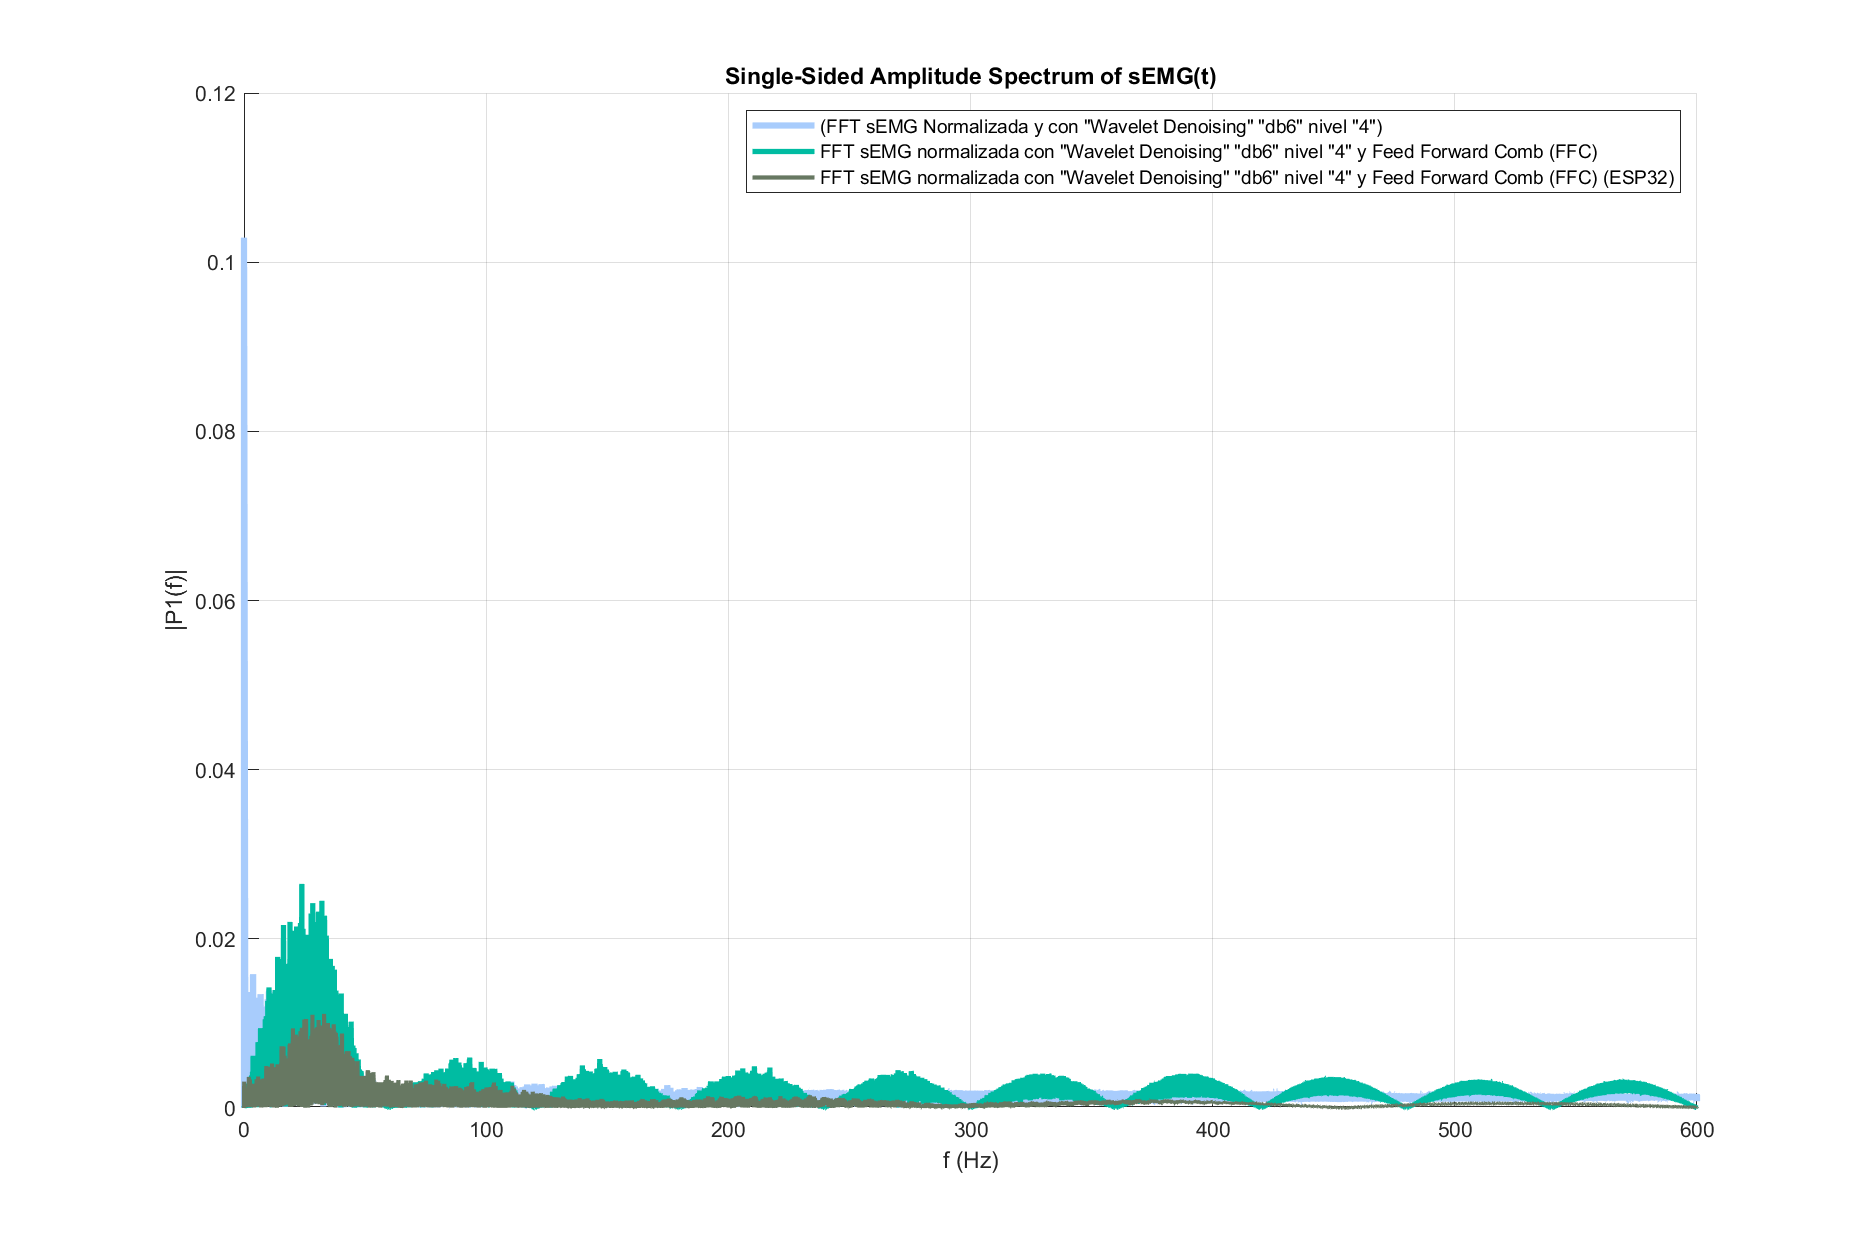 Single-Sided Amplitude Spectrum of sEMG(t)
(FFT sEMG Normalizada y con "Wavelet Denoising" "db6" nivel "4")
FFT sEMG normalizada con "Wavelet Denoising" "db6" nivel "4" y Feed Forward Comb (FFC)
FFT sEMG normalizada con "Wavelet Denoising" "db6" nivel "4" y Feed Forward Comb (FFC) (ESP32)
|P1(f)|
0.12
0.1
0.08
0.06
0.04
0.02
0
0 100 200 300 400 500 600
f (Hz)